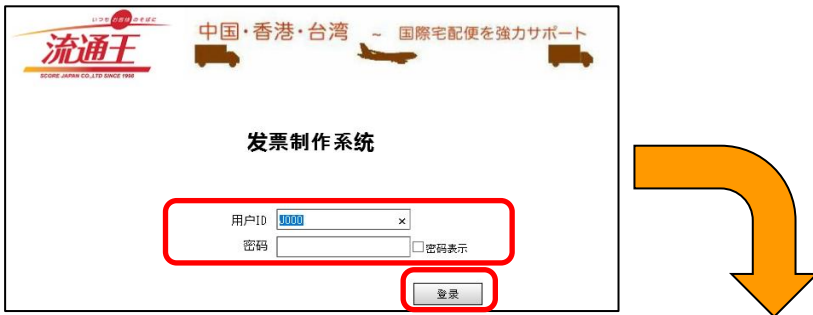 いつも お客様 のそばに
流通王
SCORE JAPAN CO.,LTD SINCE 1998
中国・香港・台湾 ~ 国際宅配便を強力サポート
发票制作系统
用户ID J000 ×
密码 密码表示
登录